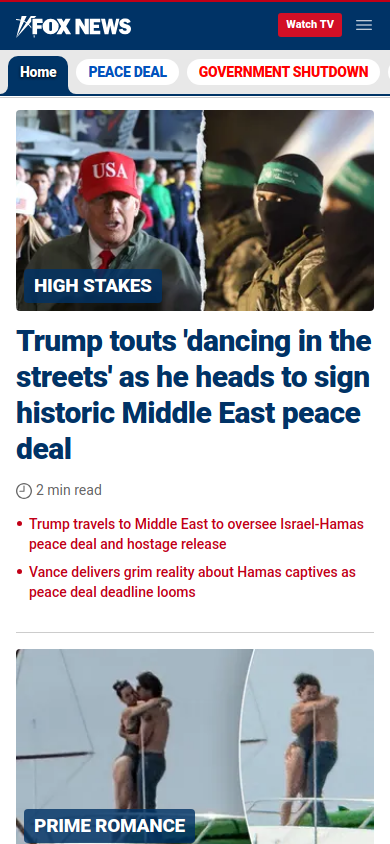 FOX NEWS
Watch TV
Home
PEACE DEAL
GOVERNMENT SHUTDOWN
USA
HIGH STAKES
Trump touts 'dancing in the
streets' as he heads to sign
historic Middle East peace
deal
2 min read
Trump travels to Middle East to oversee Israel-Hamas
peace deal and hostage release
Vance delivers grim reality about Hamas captives as
peace deal deadline looms
PRIME ROMANCE